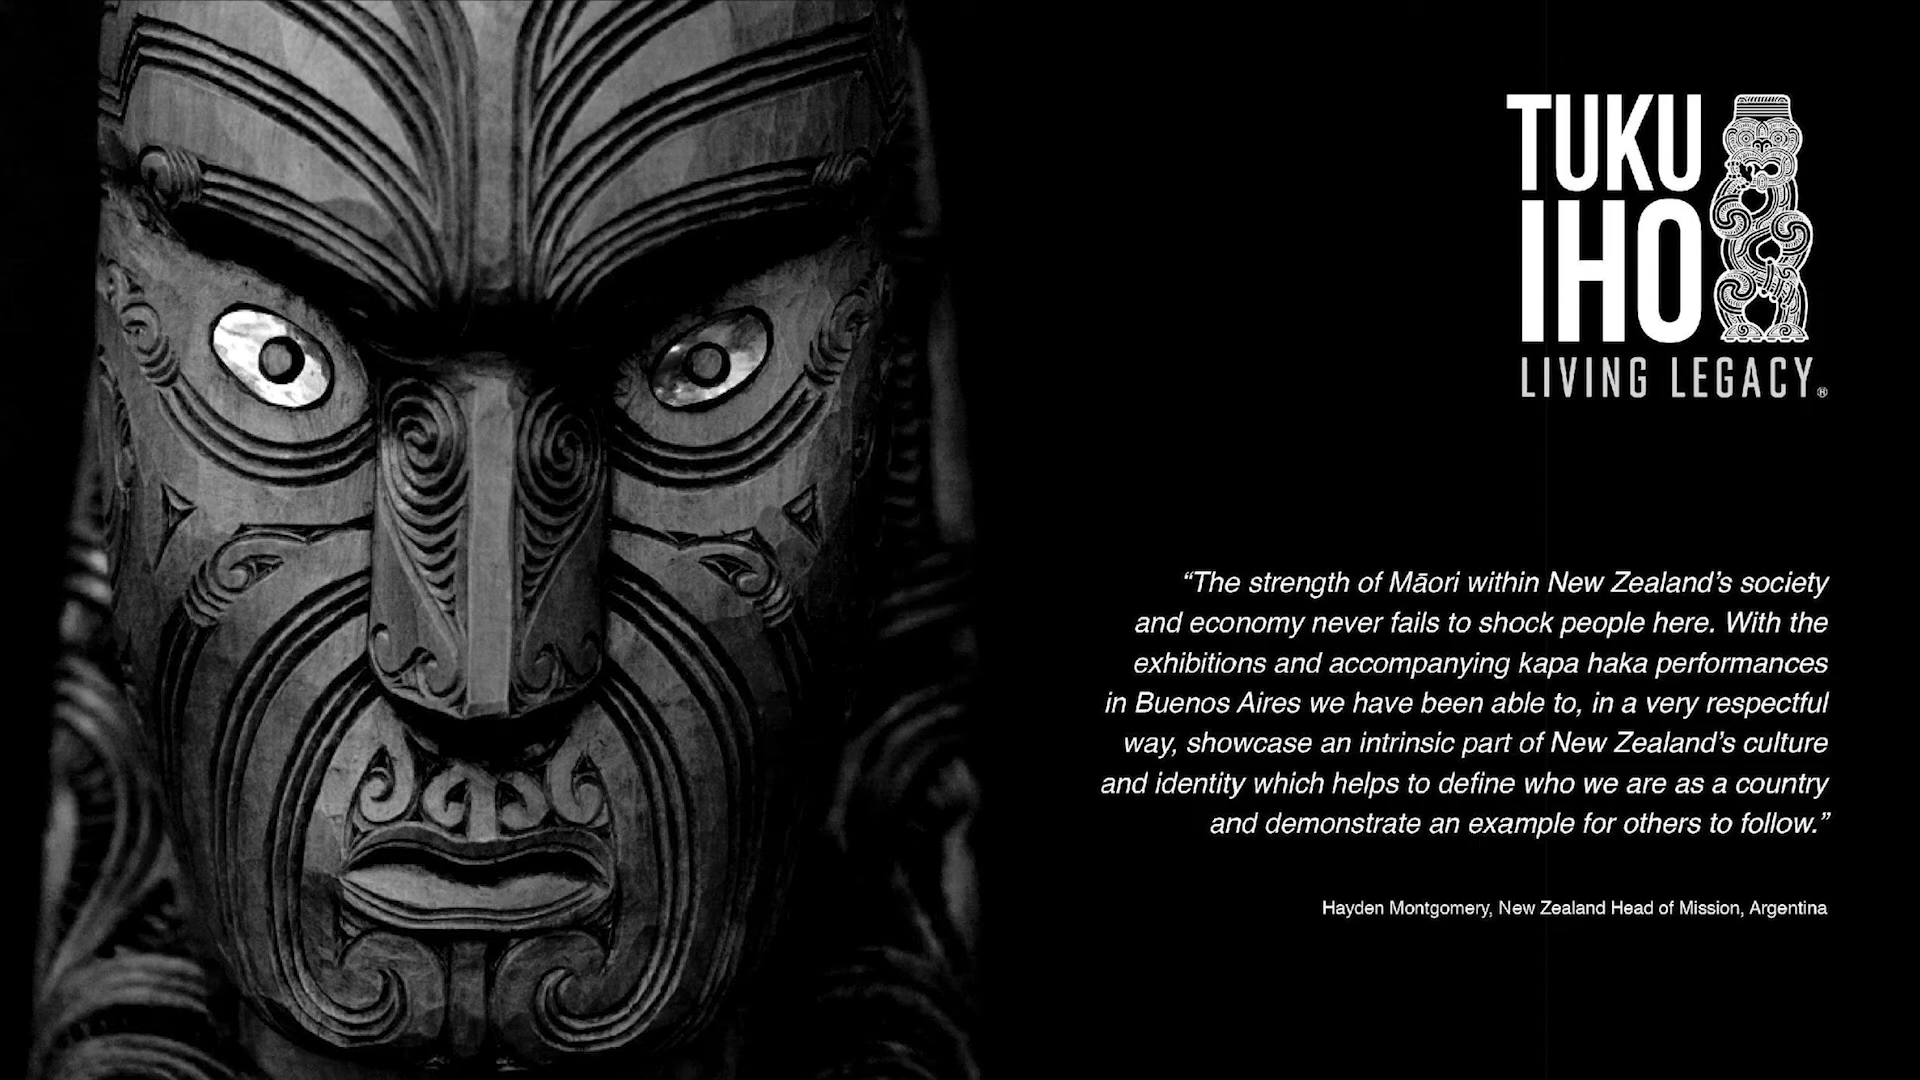 TUKU
IHO
LIVING LEGACY®
“The strength of Māori within New Zealand’s society
and economy never fails to shock people here. With the
exhibitions and accompanying kapa haka performances
in Buenos Aires we have been able to, in a very respectful
way, showcase an intrinsic part of New Zealand’s culture
and identity which helps to define who we are as a country
and demonstrate an example for others to follow.”
Hayden Montgomery, New Zealand Head of Mission, Argentina